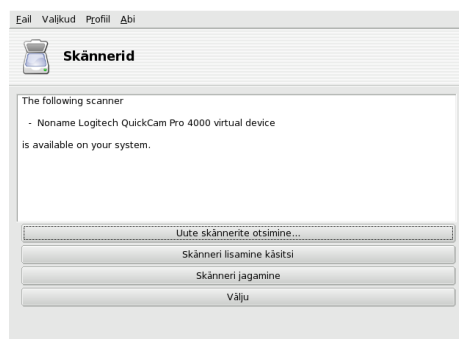 Fail Valikud Profiil Abi
Skännerid
The following scanner
- Noname Logitech QuickCam Pro 4000 virtual device
is available on your system.
Uute skännerite otsimine...
Skänneri lisamine käsitsi
Skänneri jagamine
Välju